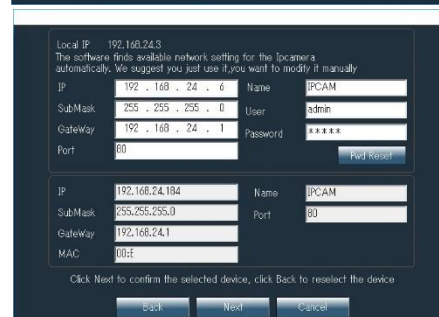 Local IP 192.168.24.3
The software finds available network setting for the Ipcamera
automatically. We suggest you just use it,you want to modify it manually
IP 192 . 168 . 24 . 6 Name IPCAM
SubMask 255 . 255 . 255 . 0 User admin
GateWay 192 . 168 . 24 . 1 Password *****
Port 80
Pwd Reset
IP 192.168.24.184 Name IPCAM
SubMask 255.255.255.0 Port 80
GateWay 192.168.24.1
MAC 00:E
Click Next to confirm the selected device, click Back to reselect the device
Back Next Cancel